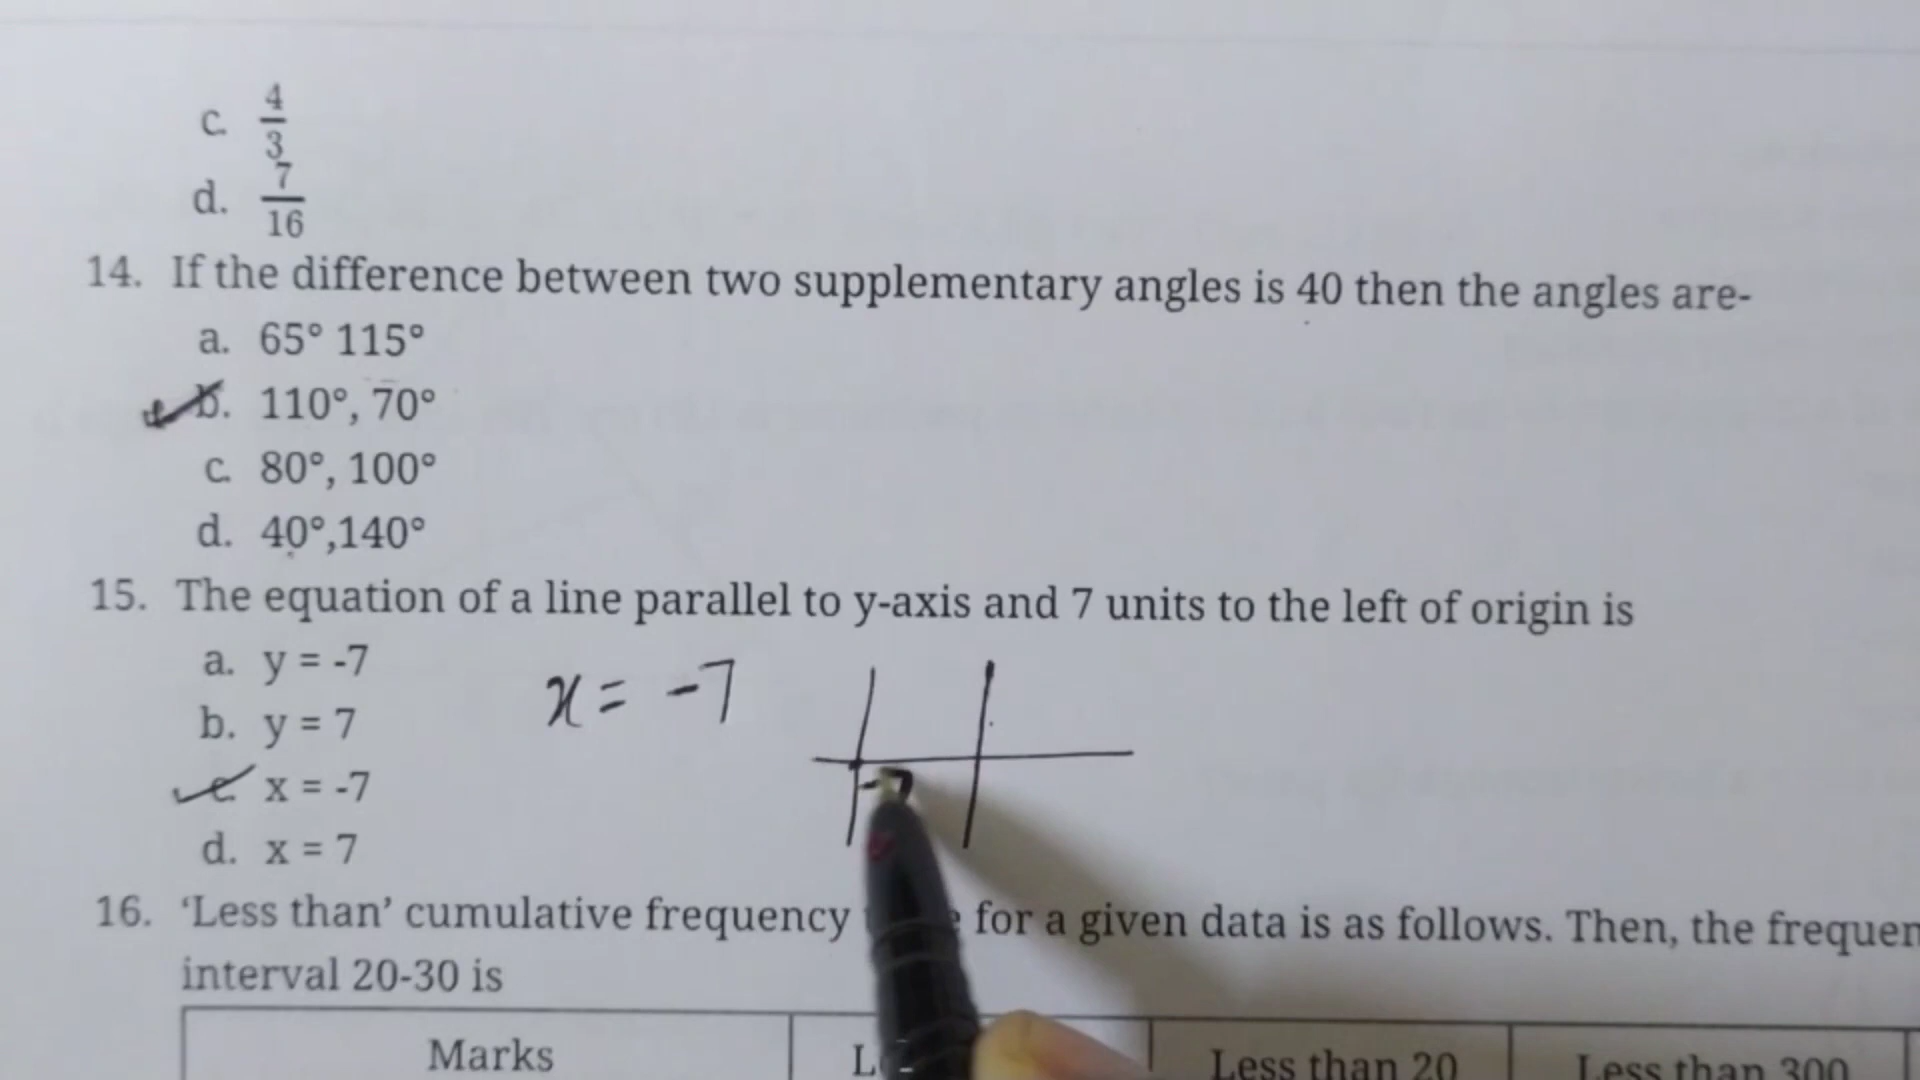 c. 4/3
d. 7/16
14. If the difference between two supplementary angles is 40 then the angles are-
a. 65° 115°
b. 110°, 70°
c. 80°, 100°
d. 40°,140°
15. The equation of a line parallel to y-axis and 7 units to the left of origin is
a. y = -7
x = -7
b. y = 7
c. x = -7
-7
d. x = 7
16. ‘Less than’ cumulative frequency for a given data is as follows. Then, the
interval 20-30 is
Marks Less than 20 Less than 300